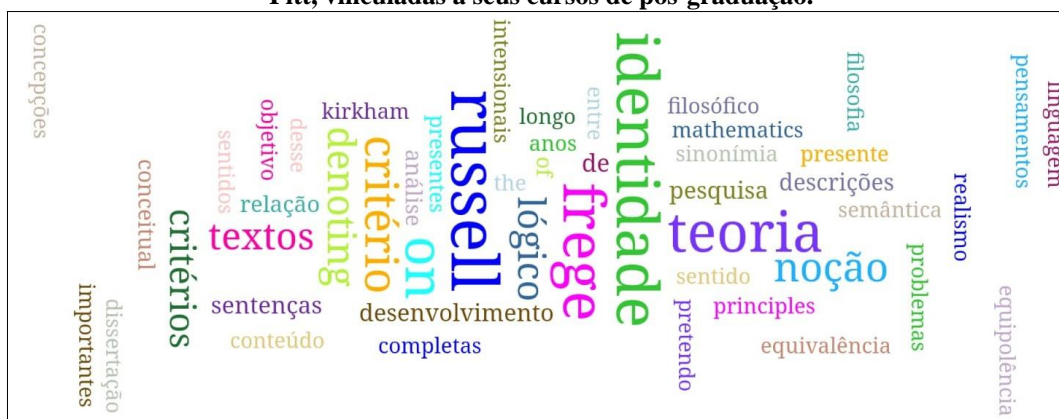 Pitt, vinculadas a seus cursos de pós-graduação.
concepções
conceitual
importantes
dissertação
critérios
sentidos
objetivo
desse
relação
textos
sentenças
conteúdo
kirkham
denoting
critério
análise
presentes
on
desenvolvimento
completas
russell
intensionais
the
longo
anos
of
lógico
entre
de
frege
identidade
filosófico
mathematics
sinonímia
presente
pesquisa
descrições
semântica
teoria
sentido
noção
pretendo
principles
equivalência
filosofia
problemas
realismo
pensamentos
linguagem
equipolência